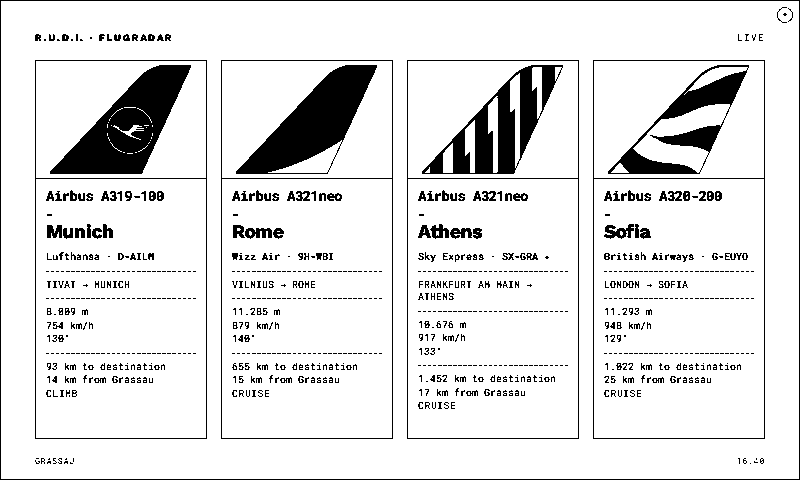 R.U.D.I. · FLUGRADAR
LIVE
Airbus A319-100
-
Munich
Lufthansa · D-AILM
TIVAT → MUNICH
8.009 m
754 km/h
130°
93 km to destination
14 km from Grassau
CLIMB
Airbus A321neo
-
Rome
Wizz Air · 9H-WBI
VILNIUS → ROME
11.285 m
879 km/h
140°
655 km to destination
15 km from Grassau
CRUISE
Airbus A321neo
-
Athens
Sky Express · SX-GRA ✦
FRANKFURT AM MAIN →
ATHENS
10.676 m
917 km/h
133°
1.452 km to destination
17 km from Grassau
CRUISE
Airbus A320-200
-
Sofia
British Airways · G-EUYO
LONDON → SOFIA
11.293 m
948 km/h
129°
1.022 km to destination
25 km from Grassau
CRUISE
GRASSAU
16.40